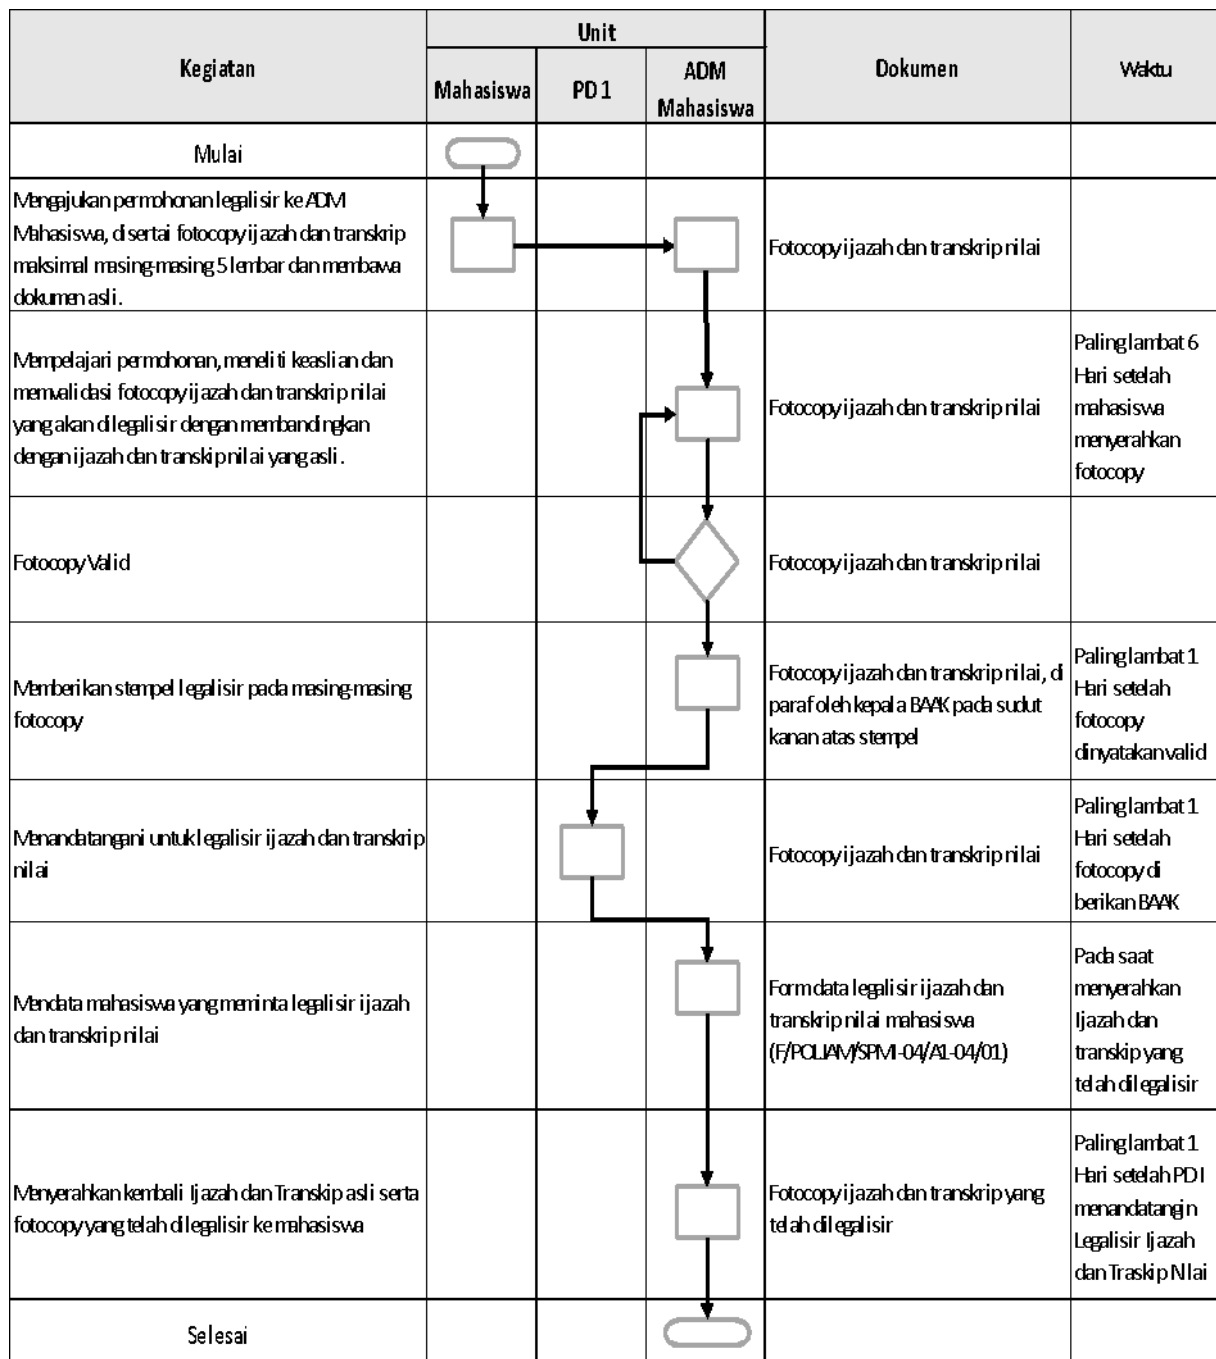 Kegiatan
Unit
Dokumen
Waktu
Mahasiswa
PD 1
ADM
Mahasiswa
Mulai
Mengajukan permohonan legalisir ke ADM
Mahasiswa, disertai fotocopy ijazah dan transkrip
maksimal masing-masing 5 lembar dan membawa
dokumen asli.
Fotocopy ijazah dan transkrip nilai
Mempelajari permohonan, meneliti keaslian dan
memvalidasi fotocopy ijazah dan transkrip nilai
yang akan dilegalisir dengan membandingkan
dengan ijazah dan transkip nilai yang asli.
Fotocopy ijazah dan transkrip nilai
Paling lambat 6
Hari setelah
mahasiswa
menyerahkan
fotocopy
Fotocopy Valid
Fotocopy ijazah dan transkrip nilai
Memberikan stempel legalisir pada masing-masing
fotocopy
Fotocopy ijazah dan transkrip nilai, di
paraf oleh kepala BAAK pada sudut
kanan atas stempel
Paling lambat 1
Hari setelah
fotocopy
dinyatakan valid
Menandatangani untuk legalisir ijazah dan transkrip
nilai
Fotocopy ijazah dan transkrip nilai
Paling lambat 1
Hari setelah
fotocopy di
berikan BAAK
Mendata mahasiswa yang meminta legalisir ijazah
dan transkrip nilai
Form data legalisir ijazah dan
transkrip nilai mahasiswa
(F/POLIAM/SPMI-04/A1-04/01)
Pada saat
menyerahkan
Ijazah dan
transkip yang
telah dilegalisir
Menyerahkan kembali Ijazah dan Transkip asli serta
fotocopy yang telah dilegalisir ke mahasiswa
Fotocopy ijazah dan transkrip yang
telah dilegalisir
Paling lambat 1
Hari setelah PD I
menandatangin
Legalisir Ijazah
dan Traskip Nilai
Selesai